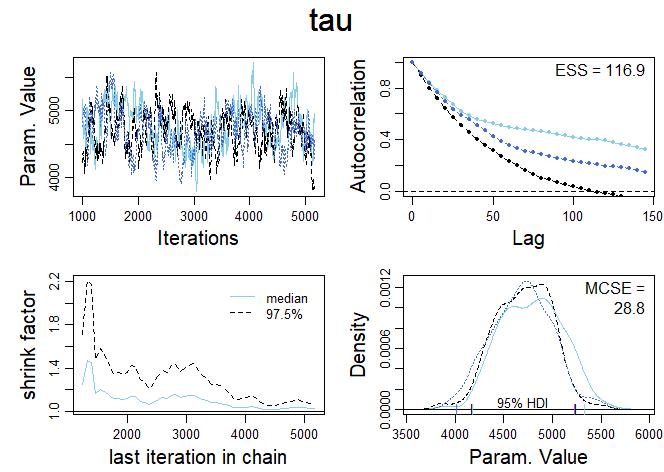 tau
Param. Value
4000
5000
1000
2000
3000
4000
5000
Iterations
Autocorrelation
0.0
0.4
0.8
ESS = 116.9
0
50
100
150
Lag
shrink factor
1.0
1.4
1.8
2.2
median
97.5%
2000
3000
4000
5000
last iteration in chain
Density
0.0000
0.0006
0.0012
MCSE =
28.8
95% HDI
3500
4000
4500
5000
5500
6000
Param. Value